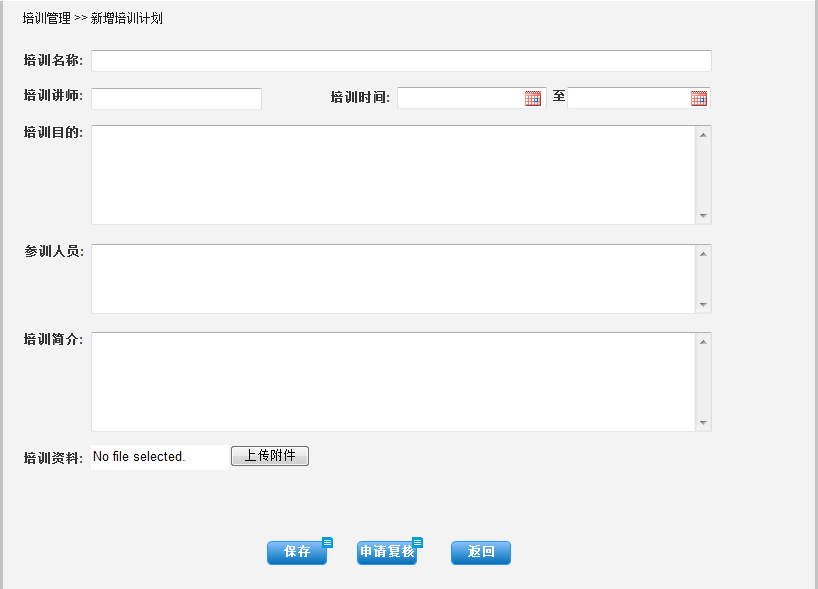 培训管理 >> 新增培训计划
培训名称:
培训讲师: 培训时间: 至
培训目的:
参训人员:
培训简介:
培训资料: No file selected. 上传附件
保存 申请复核 返回